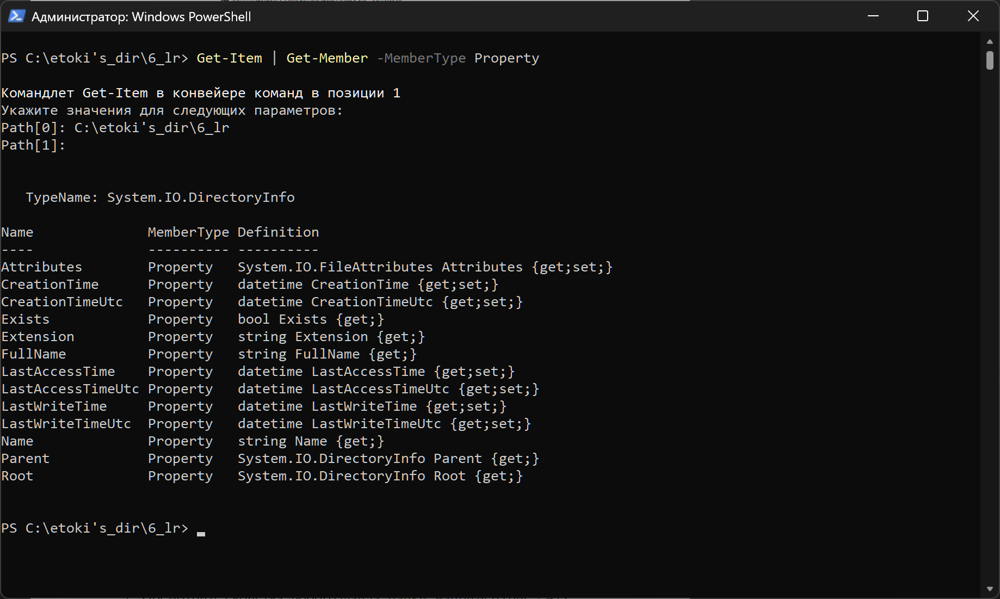 Администратор: Windows PowerShell
PS C:\etoki's_dir\6_lr> Get-Item | Get-Member -MemberType Property
Командлет Get-Item в конвейере команд в позиции 1
Укажите значения для следующих параметров:
Path[0]: C:\etoki's_dir\6_lr
Path[1]:
TypeName: System.IO.DirectoryInfo
Name MemberType Definition
---- ---------- ----------
Attributes Property System.IO.FileAttributes Attributes {get;set;}
CreationTime Property datetime CreationTime {get;set;}
CreationTimeUtc Property datetime CreationTimeUtc {get;set;}
Exists Property bool Exists {get;}
Extension Property string Extension {get;}
FullName Property string FullName {get;}
LastAccessTime Property datetime LastAccessTime {get;set;}
LastAccessTimeUtc Property datetime LastAccessTimeUtc {get;set;}
LastWriteTime Property datetime LastWriteTime {get;set;}
LastWriteTimeUtc Property datetime LastWriteTimeUtc {get;set;}
Name Property string Name {get;}
Parent Property System.IO.DirectoryInfo Parent {get;}
Root Property System.IO.DirectoryInfo Root {get;}
PS C:\etoki's_dir\6_lr>